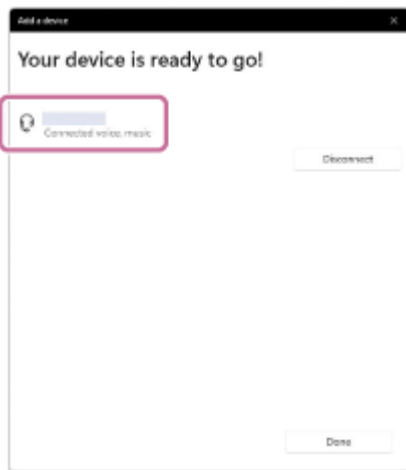 Add a device
Your device is ready to go!
Connected voice, music
Disconnect
Done